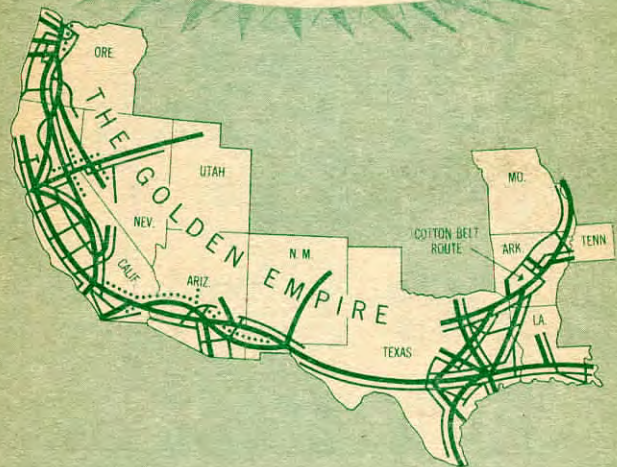 ORE.
THE GOLDEN EMPIRE
UTAH
NEV.
CALIF.
ARIZ.
N.M.
TEXAS
MO.
COTTON BELT
ROUTE
ARK.
TENN.
LA.